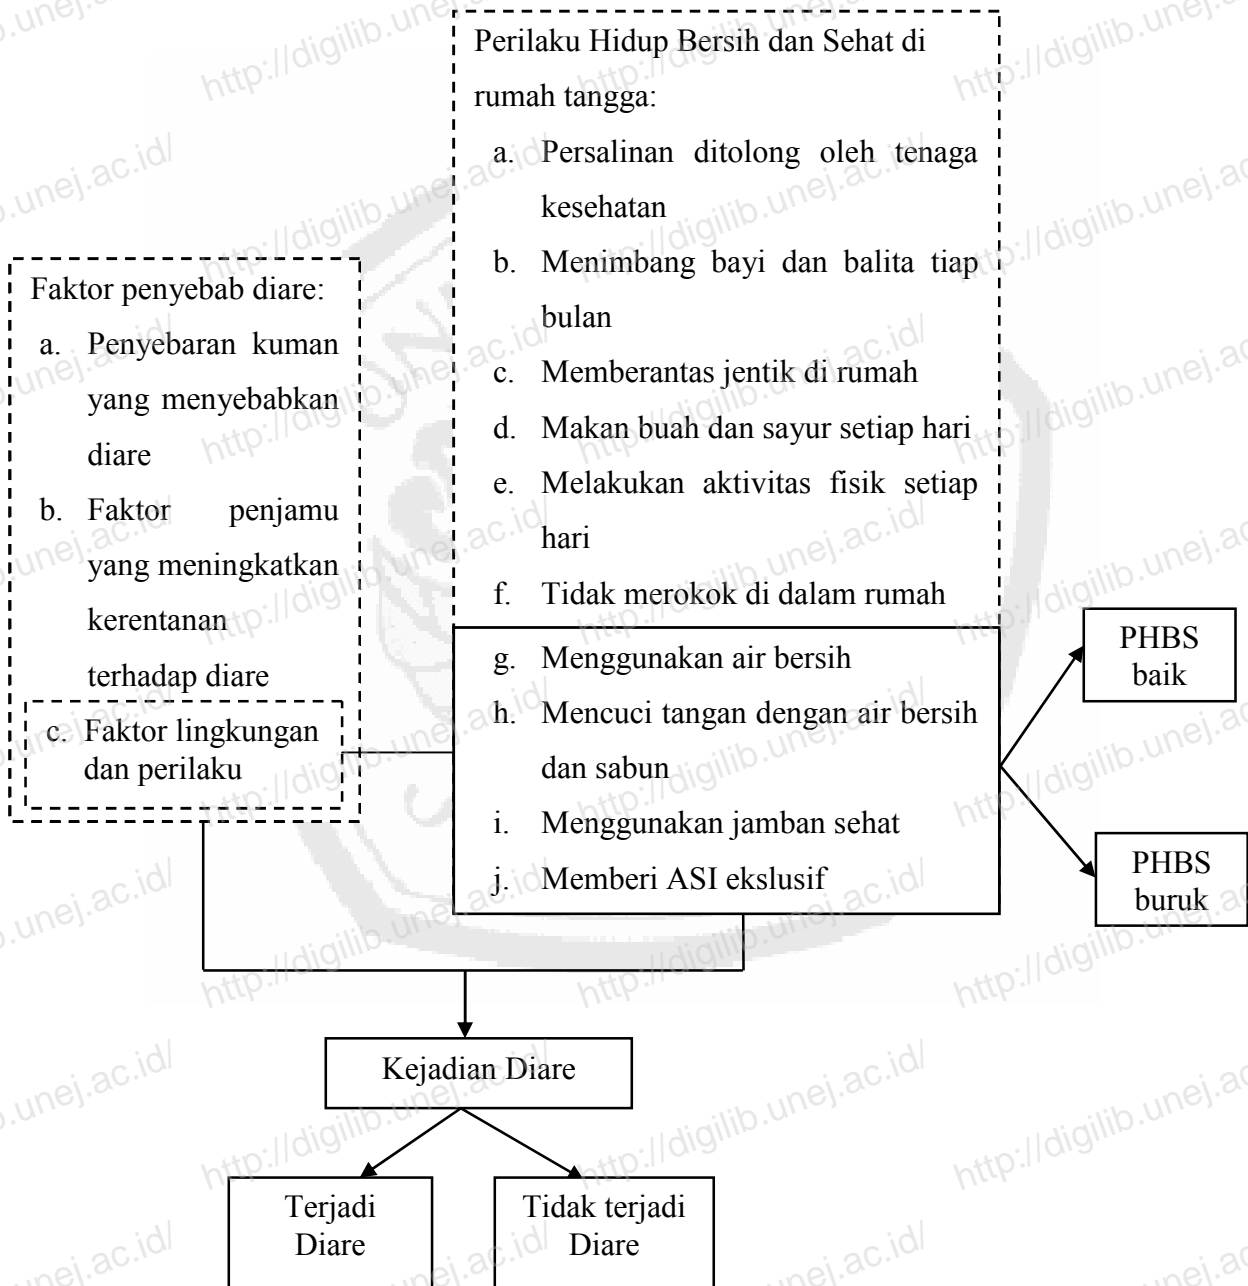 Perilaku Hidup Bersih dan Sehat di
rumah tangga:
a. Persalinan ditolong oleh tenaga
kesehatan
b. Menimbang bayi dan balita tiap
bulan
c. Memberantas jentik di rumah
d. Makan buah dan sayur setiap hari
e. Melakukan aktivitas fisik setiap
hari
f. Tidak merokok di dalam rumah
g. Menggunakan air bersih
h. Mencuci tangan dengan air bersih
dan sabun
i. Menggunakan jamban sehat
j. Memberi ASI ekslusif
Faktor penyebab diare:
a. Penyebaran kuman
yang menyebabkan
diare
b. Faktor penjamu
yang meningkatkan
kerentanan
terhadap diare
c. Faktor lingkungan
dan perilaku
PHBS
baik
PHBS
buruk
Kejadian Diare
Terjadi
Diare
Tidak terjadi
Diare
http://digilib.unej.ac.id/